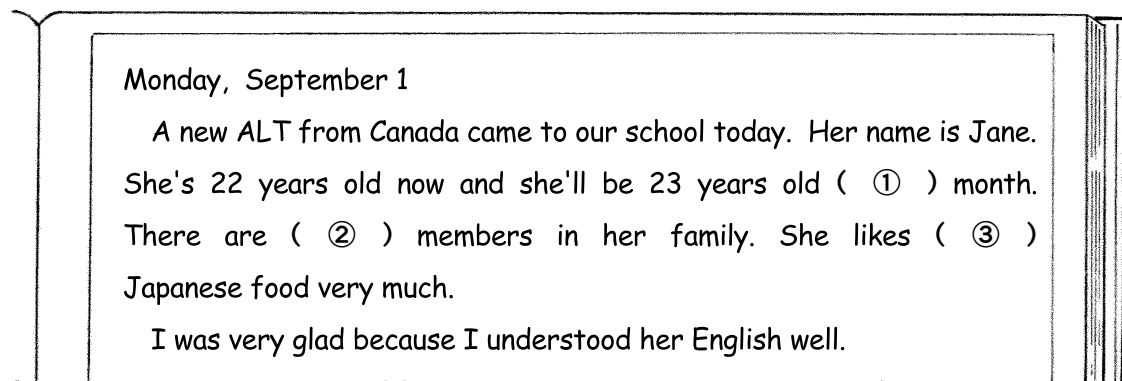 Monday, September 1
A new ALT from Canada came to our school today. Her name is Jane.
She's 22 years old now and she'll be 23 years old ( ① ) month.
There are ( ② ) members in her family. She likes ( ③ )
Japanese food very much.
I was very glad because I understood her English well.